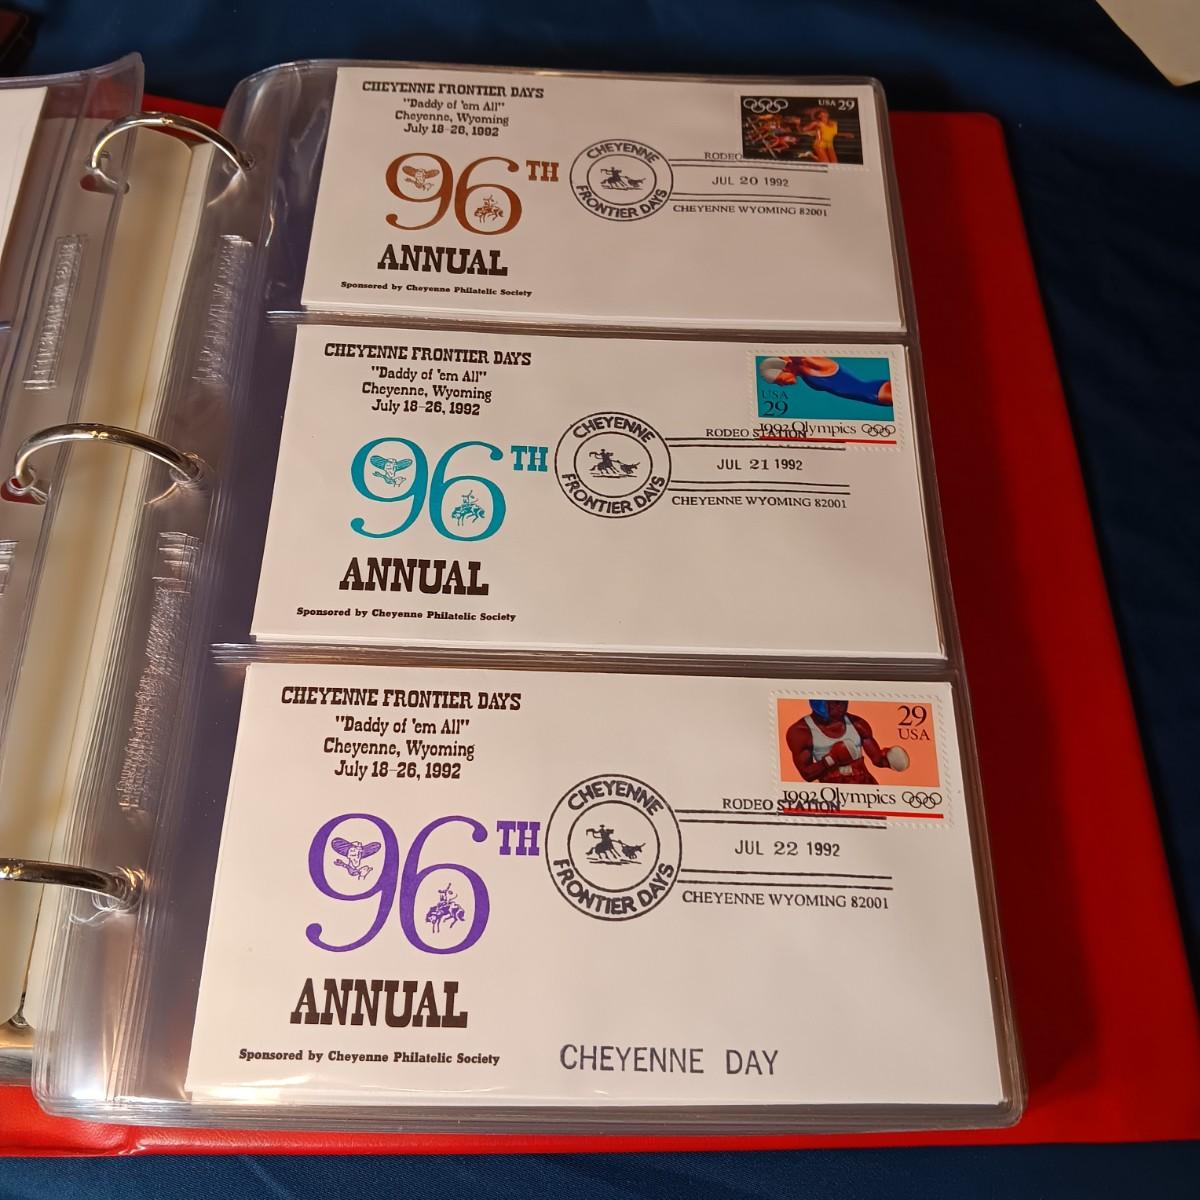 CHEYENNE FRONTIER DAYS
"Daddy of 'em All"
Cheyenne, Wyoming
July 18-26, 1992
96TH
ANNUAL
Sponsored by Cheyenne Philatelic Society
CHEYENNE
FRONTIER DAYS
USA 29
RODEO
JUL 20 1992
CHEYENNE WYOMING 82001
CHEYENNE FRONTIER DAYS
"Daddy of 'em All"
Cheyenne, Wyoming
July 18-26, 1992
96TH
ANNUAL
Sponsored by Cheyenne Philatelic Society
CHEYENNE
FRONTIER DAYS
USA
29
1992 Olympics
RODEO STATION
JUL 21 1992
CHEYENNE WYOMING 82001
CHEYENNE FRONTIER DAYS
"Daddy of 'em All"
Cheyenne, Wyoming
July 18-26, 1992
96TH
ANNUAL
Sponsored by Cheyenne Philatelic Society
CHEYENNE
FRONTIER DAYS
29
USA
1992 Olympics
RODEO STATION
JUL 22 1992
CHEYENNE WYOMING 82001
CHEYENNE DAY